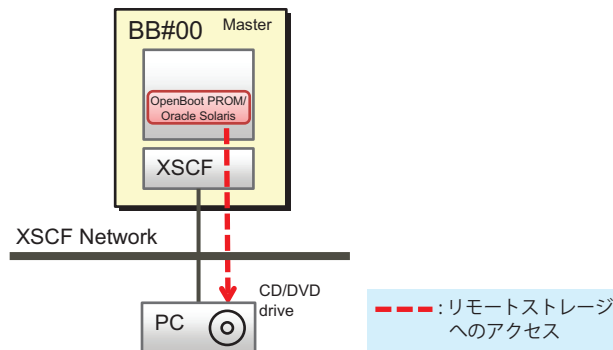 BB#00 Master
OpenBoot PROM/
Oracle Solaris
XSCF
XSCF Network
CD/DVD
drive
PC
:リモートストレージ
へのアクセス